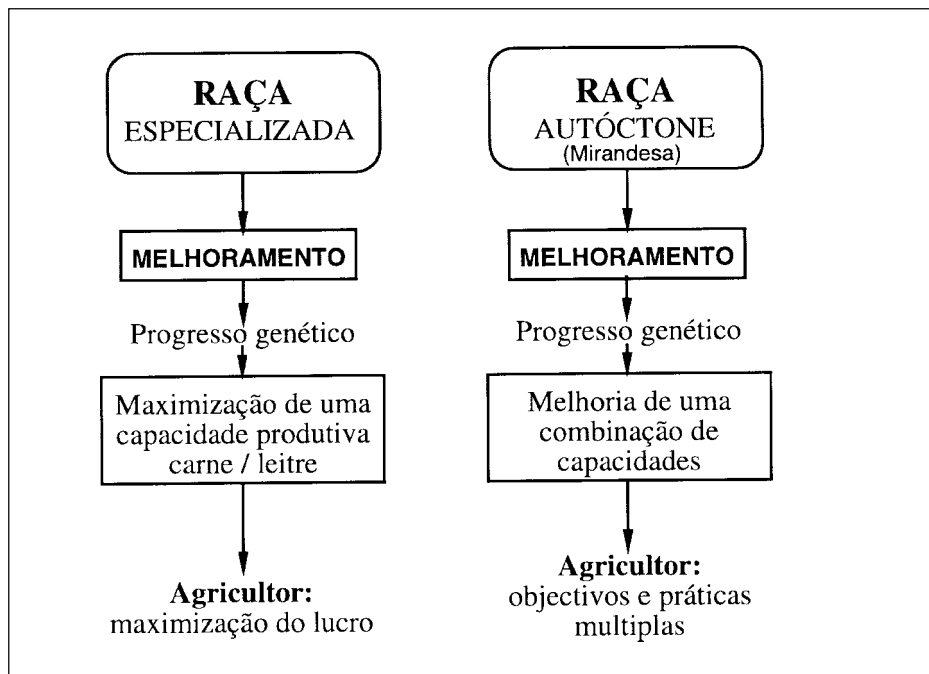 RAÇA
ESPECIALIZADA
MELHORAMENTO
Progresso genético
Maximização de uma
capacidade produtiva
carne / leitre
Agricultor:
maximização do lucro
RAÇA
AUTÓCTONE
(Mirandesa)
MELHORAMENTO
Progresso genético
Melhoria de uma
combinação de
capacidades
Agricultor:
objectivos e práticas
multiplas